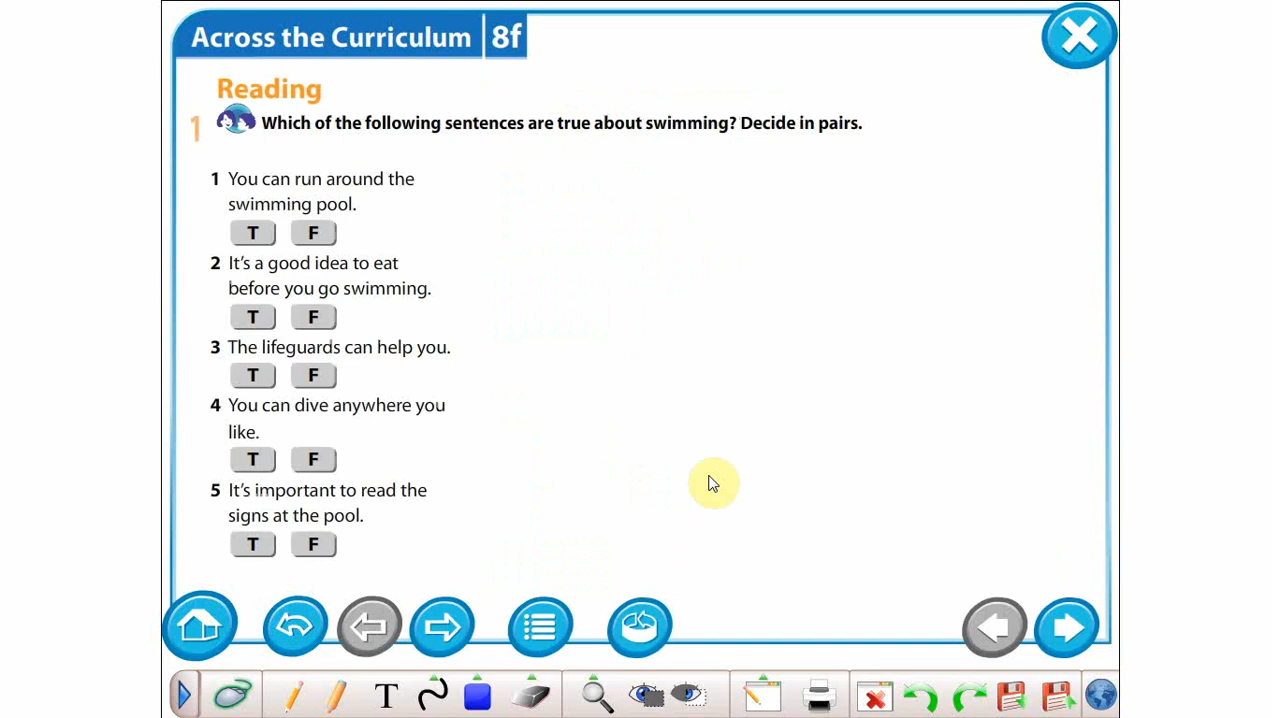 Across the Curriculum 8f
Reading
1 Which of the following sentences are true about swimming? Decide in pairs.
1 You can run around the
swimming pool.
T F
2 It's a good idea to eat
before you go swimming.
T F
3 The lifeguards can help you.
T F
4 You can dive anywhere you
like.
T F
5 It's important to read the
signs at the pool.
T F
T